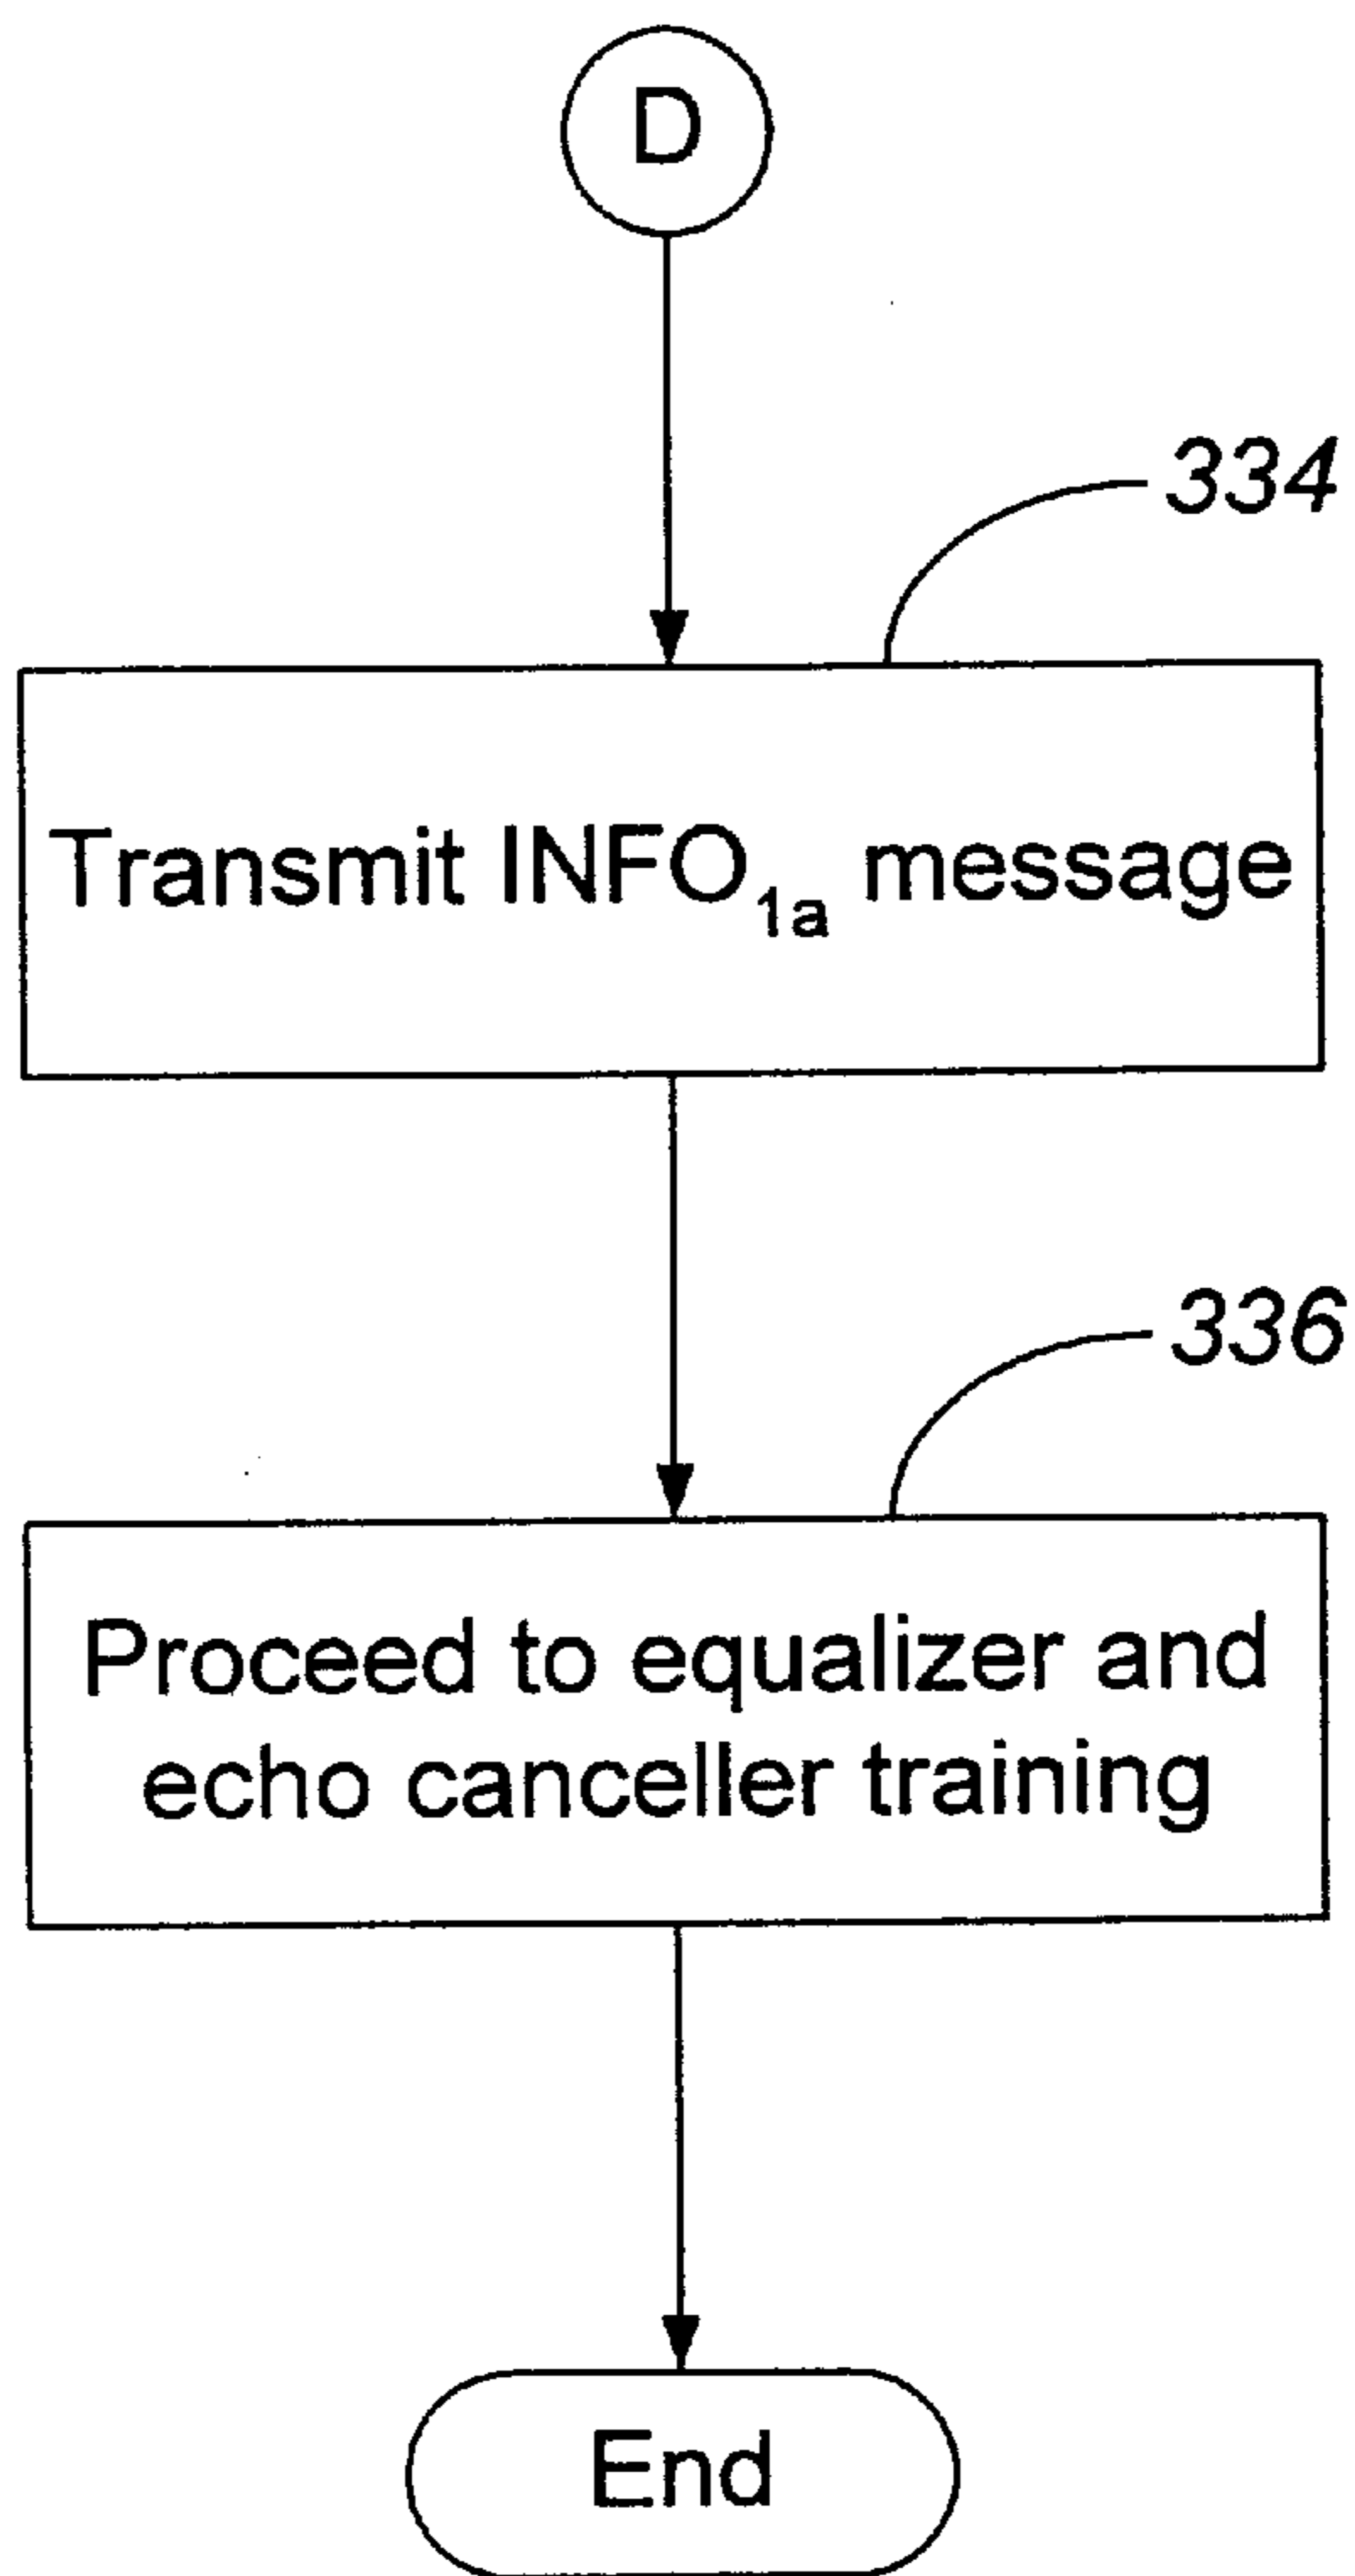 D
334
Transmit INFO1a message
336
Proceed to equalizer and
echo canceller training
End